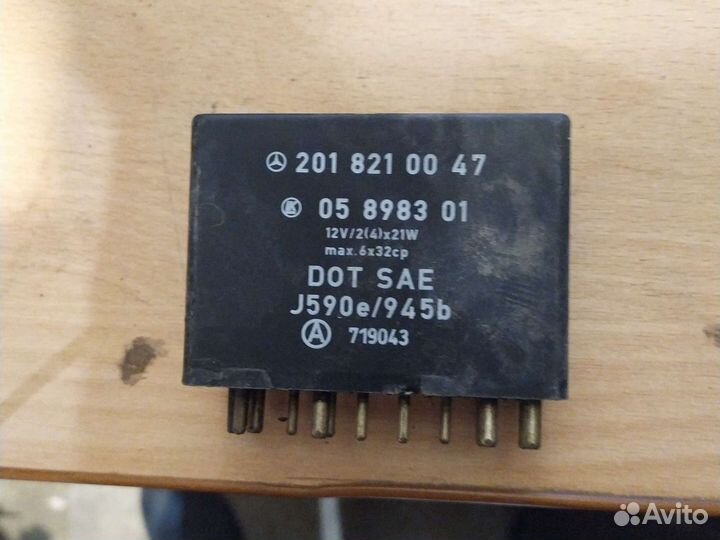 201 821 00 47
05 8983 01
12V/2(4)x21W
max.6x32cp
DOT SAE
J590e/945b
A 719043
Avito